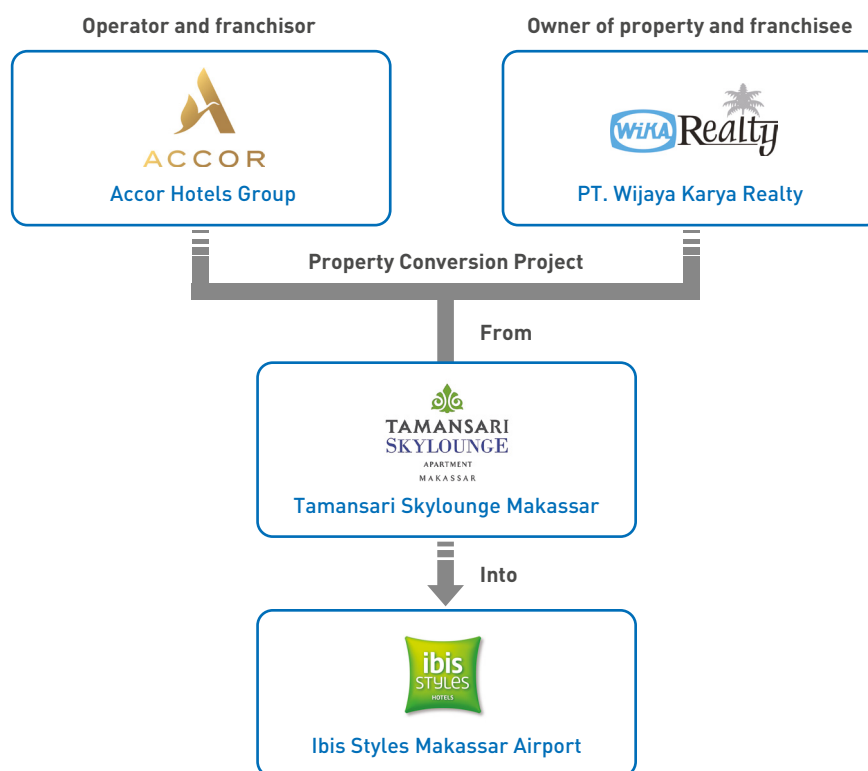 Operator and franchisor
Owner of property and franchisee
ACCOR
Accor Hotels Group
WiKA Realty
PT. Wijaya Karya Realty
Property Conversion Project
From
TAMANSARI
SKYLOUNGE
APARTMENT
MAKASSAR
Tamansari Skylounge Makassar
Into
ibis
STYLES
HOTELS
Ibis Styles Makassar Airport